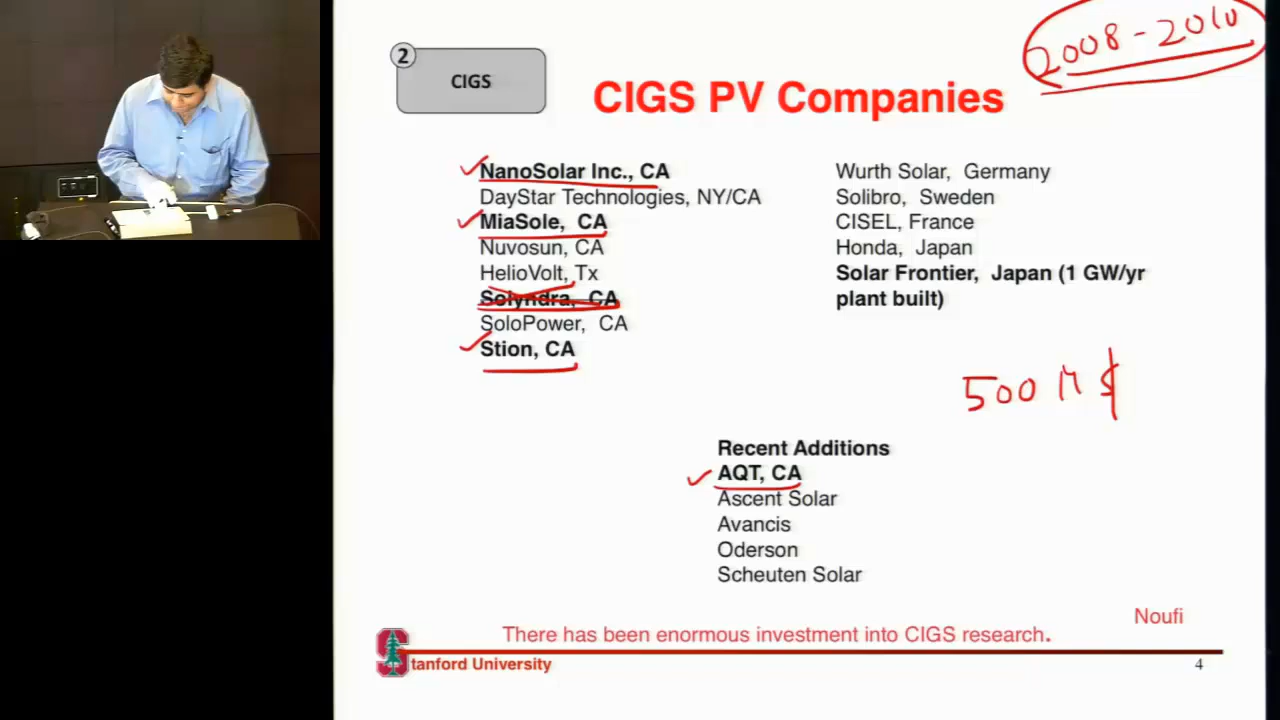 2008-2010
2
CIGS
CIGS PV Companies
NanoSolar Inc., CA
DayStar Technologies, NY/CA
MiaSole, CA
Nuvosun, CA
HelioVolt, Tx
Solyndra, CA
SoloPower, CA
Stion, CA
Wurth Solar, Germany
Solibro, Sweden
CISEL, France
Honda, Japan
Solar Frontier, Japan (1 GW/yr
plant built)
500 M $
Recent Additions
AQT, CA
Ascent Solar
Avancis
Oderson
Scheuten Solar
Noufi
There has been enormous investment into CIGS research.
Stanford University
4